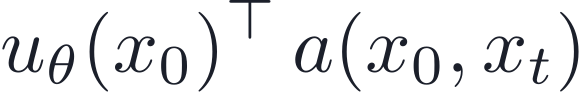 u_θ(x_0)^⊤ a(x_0, x_t)